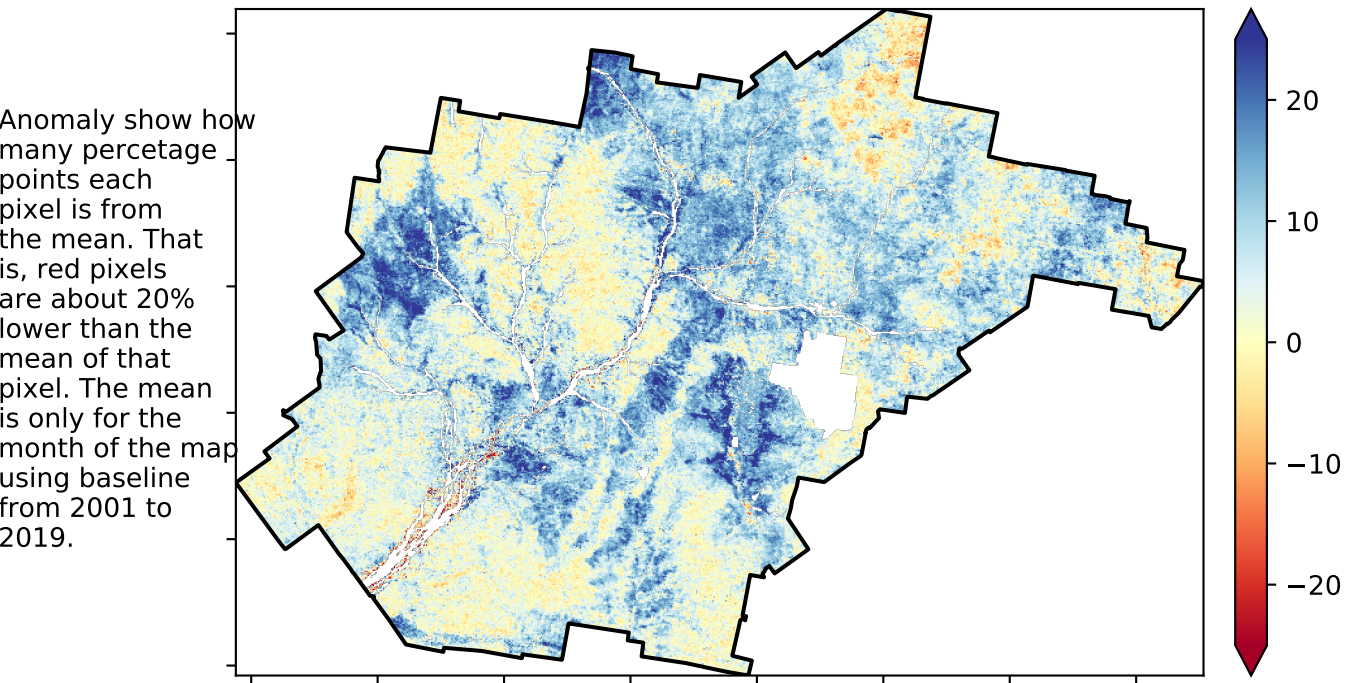 Anomaly show how
many percetage
points each
pixel is from
the mean. That
is, red pixels
are about 20%
lower than the
mean of that
pixel. The mean
is only for the
month of the map
using baseline
from 2001 to
2019.
20
10
0
−10
−20